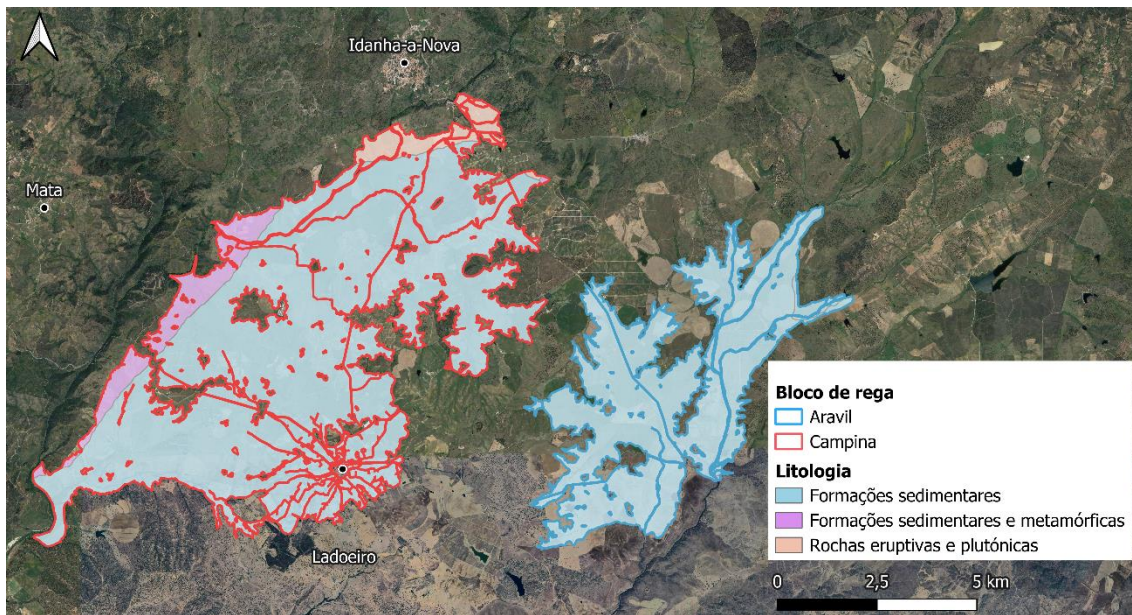 Idanha-a-Nova
Mata
Ladoeiro
Bloco de rega
Aravil
Campina
Litologia
Formações sedimentares
Formações sedimentares e metamórficas
Rochas eruptivas e plutónicas
0 2,5 5 km